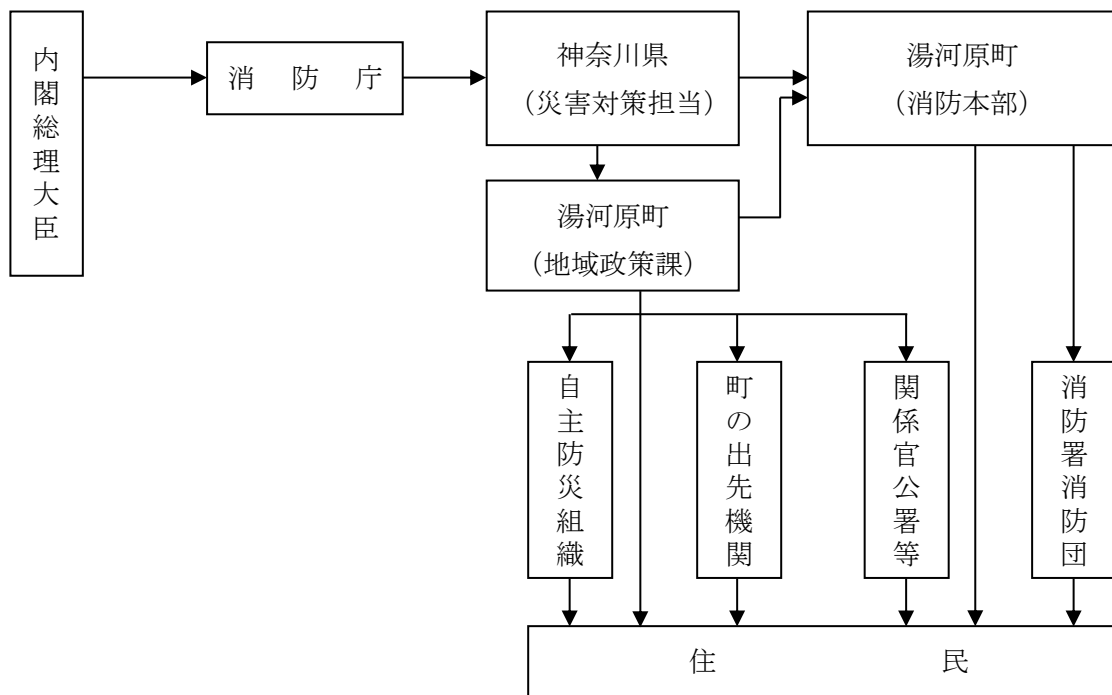 内閣総理大臣
消防庁
神奈川県
（災害対策担当）
湯河原町
（消防本部）
湯河原町
（地域政策課）
自主防災組織
町の出先機関
関係官公署等
消防署消防団
住民